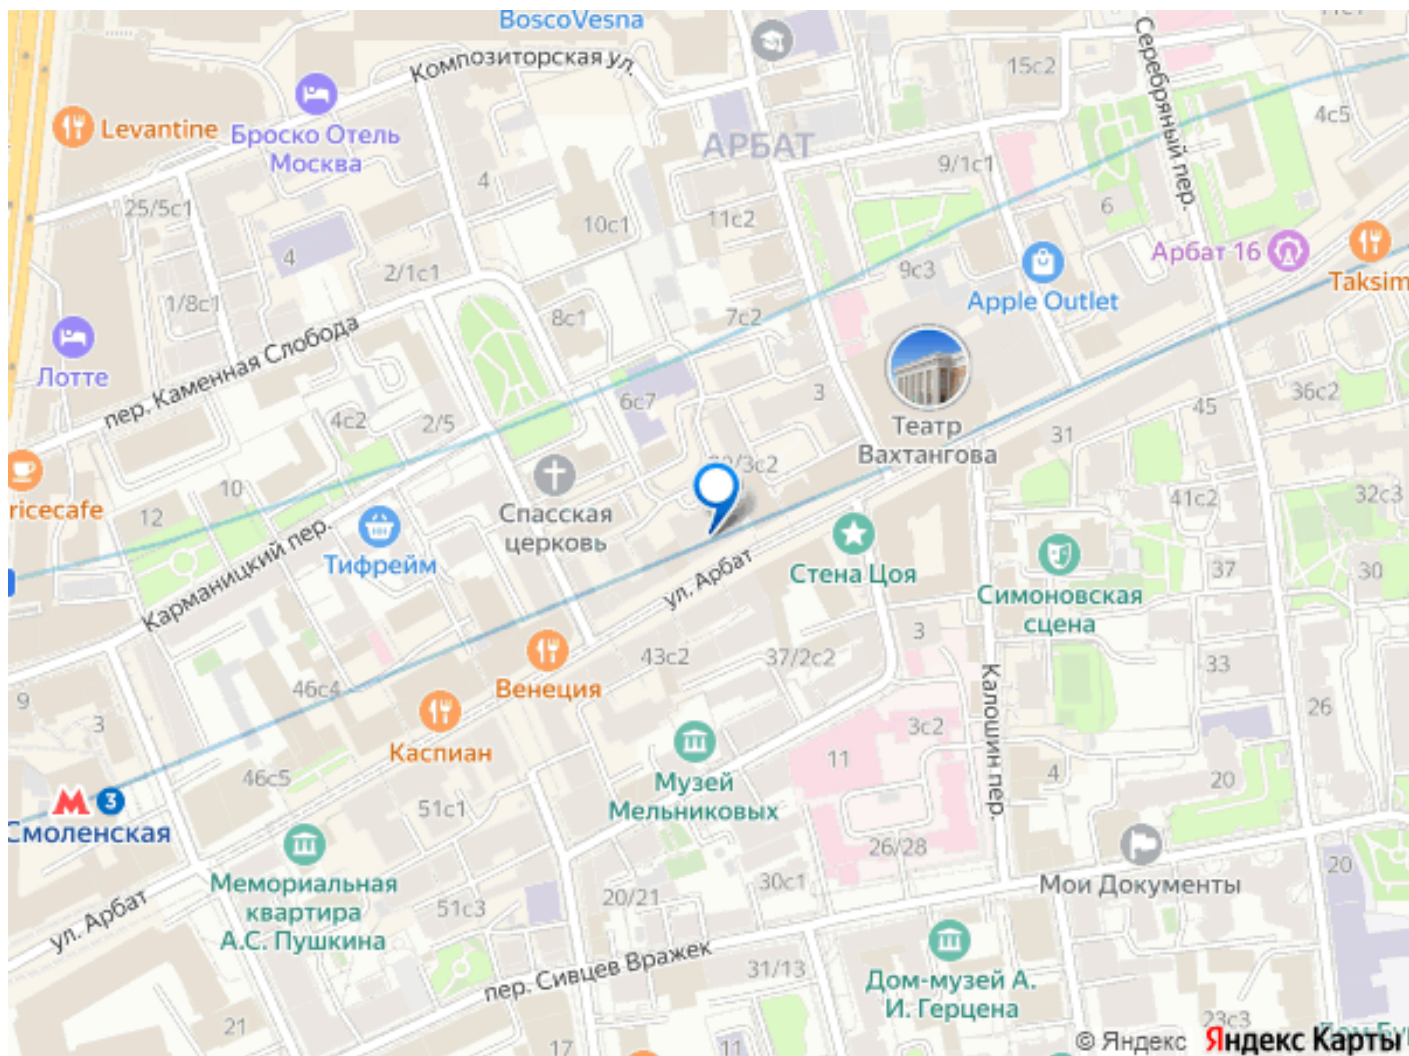 BoscoVesna
Композиторская ул.
15с2
11с1
Серебряный пер.
Levantine
Броско Отель
Москва
АРБАТ
4с5
9/1с1
4
25/5с1
10с1
11с2
6
4
2/1с1
9с3
Арбат 16
Taksim
Apple Outlet
1/8с1
8с1
7с2
Лотте
пер. Каменная Слобода
6с7
3
36с2
45
4с2
2/5
Театр
Вахтангова
31
10
12
ricecafe
Спасская
церковь
41с2
32с3
Тифрейм
Карманицкий пер.
ул. Арбат
Стена Цоя
Симоновская
сцена
37
30
3
43с2
37/2с2
33
Венеция
46с4
9
3
Калошин пер.
26
3с2
Каспиан
11
Музей
Мельниковых
4
20
46с5
51с1
3
Смоленская
26/28
20
Мемориальная
квартира
А.С. Пушкина
30с1
Мои Документы
20/21
51с3
ул. Арбат
пер. Сивцев Вражек
31/13
Дом-музей А.
И. Герцена
21
17
11
23с3
© Яндекс Яндекс Карты